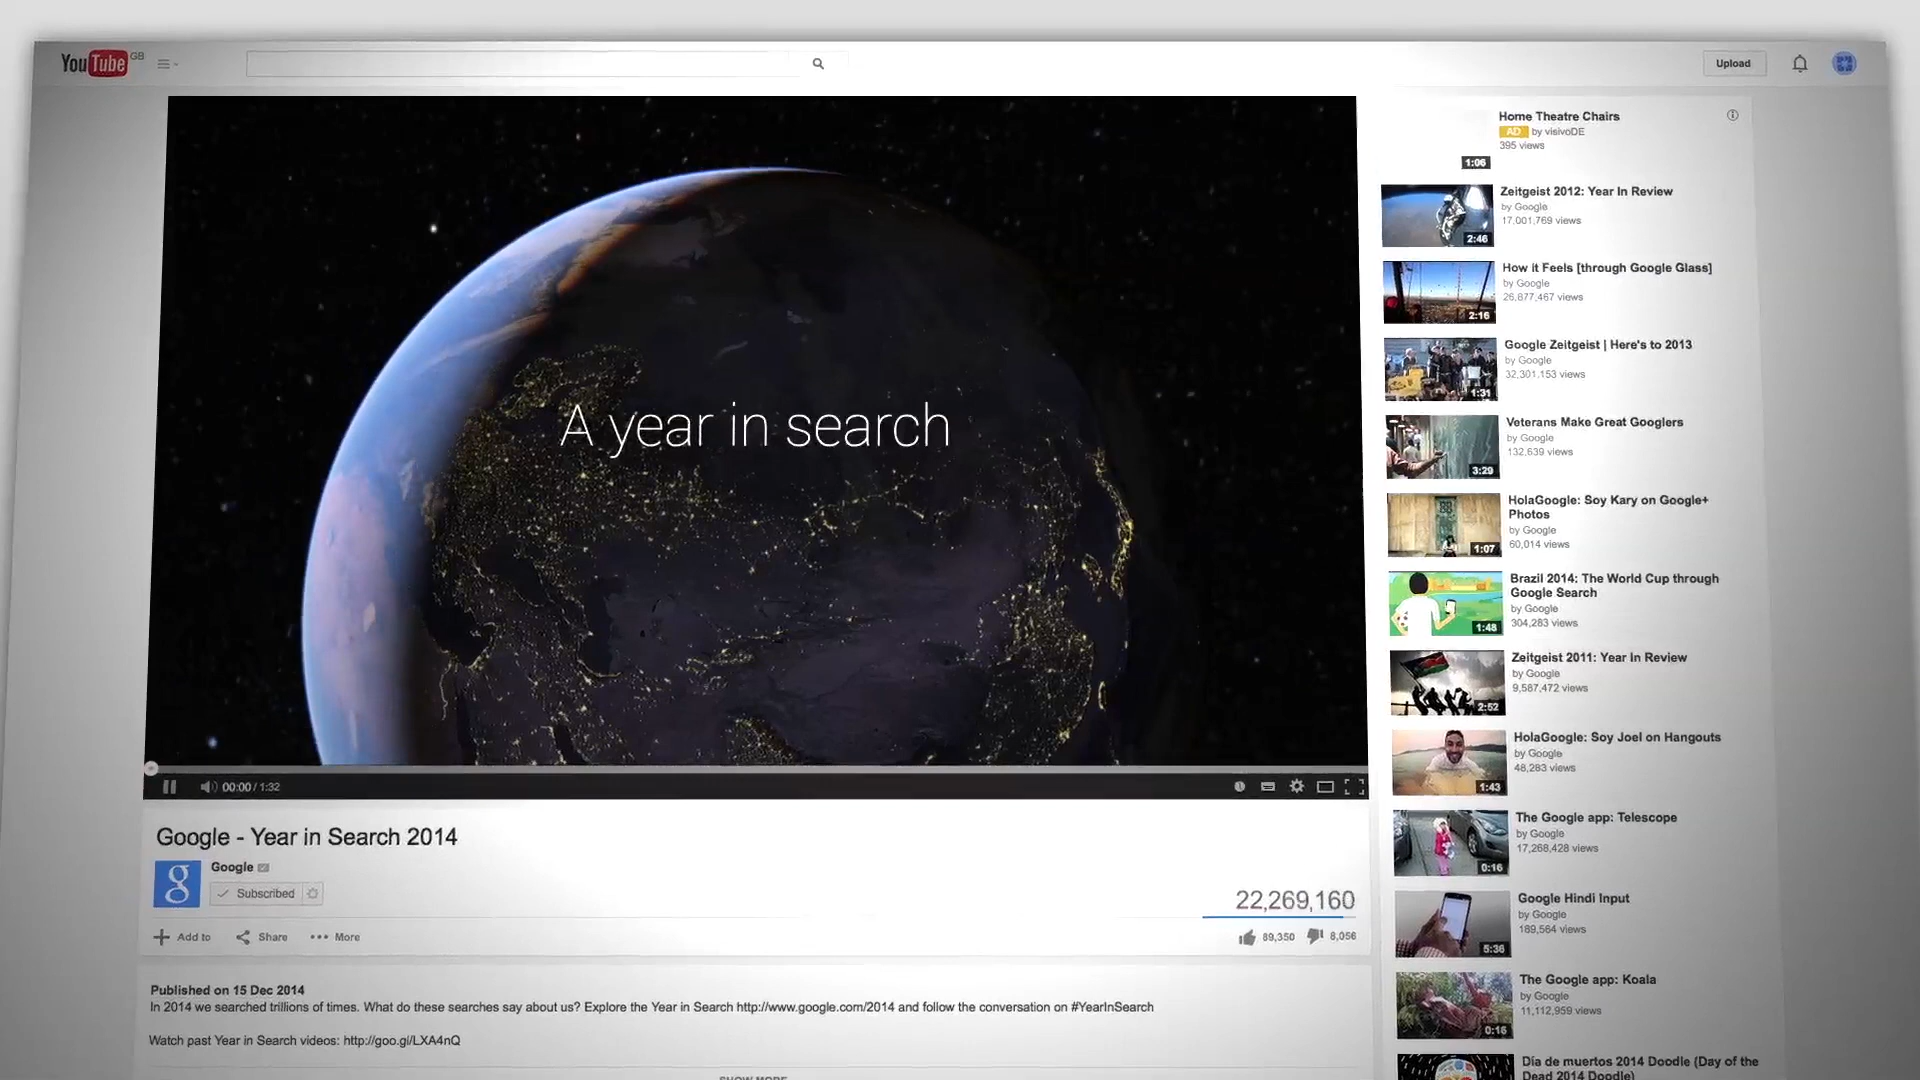 YouTube GB
Upload
A year in search
00:00 / 1:32
Google - Year in Search 2014
Google
Subscribed
22,269,160
Add to
Share
More
89,350
8,056
Published on 15 Dec 2014
In 2014 we searched trillions of times. What do these searches say about us? Explore the Year in Search http://www.google.com/2014 and follow the conversation on #YearInSearch
Watch past Year in Search videos: http://goo.gl/LXA4nQ
SHOW MORE
Home Theatre Chairs
AD by visivoDE
395 views
1:06
Zeitgeist 2012: Year In Review
by Google
17,001,769 views
2:46
How it Feels [through Google Glass]
by Google
26,877,467 views
2:16
Google Zeitgeist | Here's to 2013
by Google
32,301,153 views
1:31
Veterans Make Great Googlers
by Google
132,639 views
3:29
HolaGoogle: Soy Kary on Google+
Photos
by Google
60,014 views
1:07
Brazil 2014: The World Cup through
Google Search
by Google
304,283 views
1:48
Zeitgeist 2011: Year In Review
by Google
9,587,472 views
2:52
HolaGoogle: Soy Joel on Hangouts
by Google
48,283 views
1:43
The Google app: Telescope
by Google
17,268,428 views
0:16
Google Hindi Input
by Google
189,564 views
5:36
The Google app: Koala
by Google
11,112,959 views
0:16
Día de muertos 2014 Doodle (Day of the
Dead 2014 Doodle)